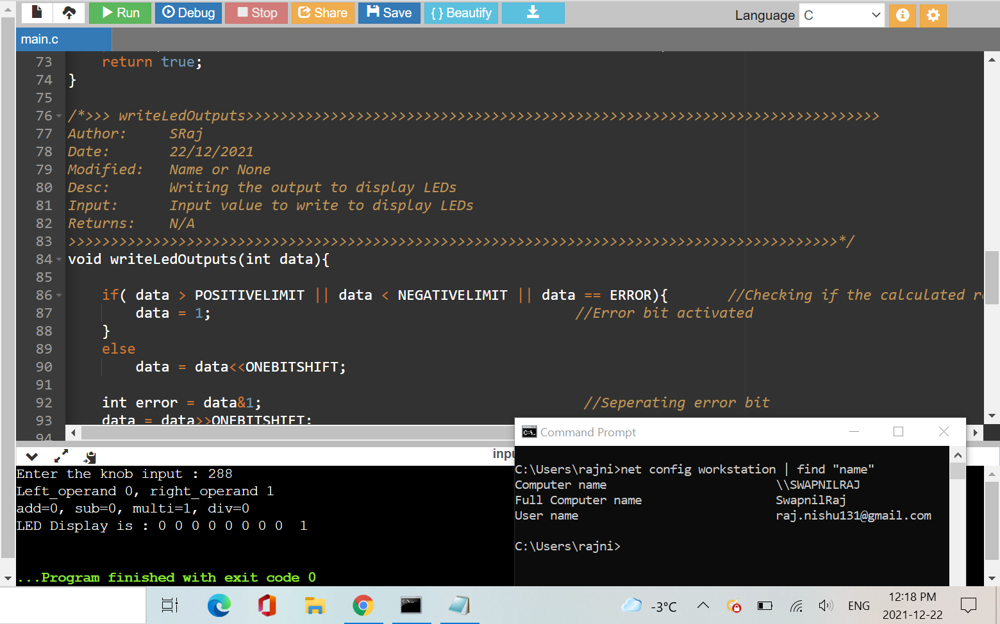 Run Debug Stop Share Save { } Beautify Language C
main.c
73 return true;
74 }
75
76 /*>>> writeLedOutputs>>>>>>>>>>>>>>>>>>>>>>>>>>>>>>>>>>>>>>>>>>>>>>>>>>>>>>>>>>>>>>>>>>>>>>>>>>>
77 Author: SRaj
78 Date: 22/12/2021
79 Modified: Name or None
80 Desc: Writing the output to display LEDs
81 Input: Input value to write to display LEDs
82 Returns: N/A
83 >>>>>>>>>>>>>>>>>>>>>>>>>>>>>>>>>>>>>>>>>>>>>>>>>>>>>>>>>>>>>>>>>>>>>>>>>>>>>>>>>>>>>>>>>>>*/
84 void writeLedOutputs(int data){
85
86 if( data > POSITIVELIMIT || data < NEGATIVELIMIT || data == ERROR){ //Checking if the calculated
87 data = 1; //Error bit activated
88 }
89 else
90 data = data<<ONEBITSHIFT;
91
92 int error = data&1; //Seperating error bit
93 data = data>>ONEBITSHIFT;
94
inpu
Enter the knob input : 288
Left_operand 0, right_operand 1
add=0, sub=0, multi=1, div=0
LED Display is : 0 0 0 0 0 0 0 0 1
...Program finished with exit code 0
Command Prompt
C:\Users\rajni>net config workstation | find "name"
Computer name \\SWAPNILRAJ
Full Computer name SwapnilRaj
User name raj.nishu131@gmail.com
C:\Users\rajni>
-3°C ENG 12:18 PM
2021-12-22